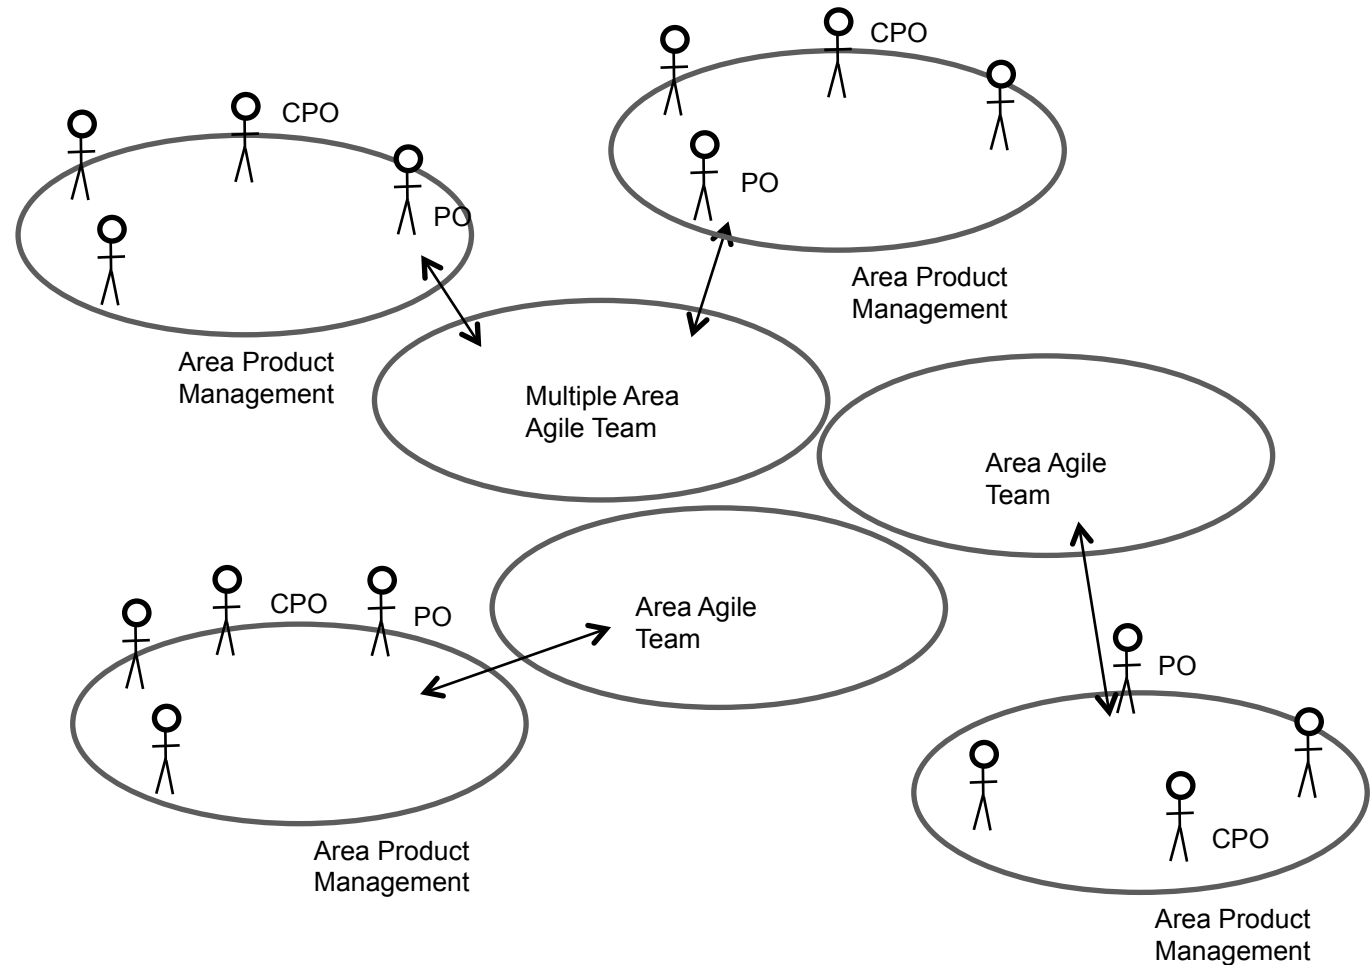 CPO
CPO
PO
PO
Area Product
Management
Area Product
Management
Multiple Area
Agile Team
Area Agile
Team
CPO
PO
Area Agile
Team
PO
CPO
Area Product
Management
Area Product
Management